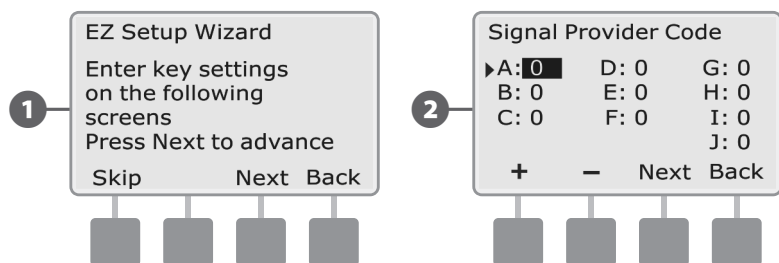 1
EZ Setup Wizard
Enter key settings
on the following
screens
Press Next to advance
Skip Next Back
2
Signal Provider Code
A: 0 D: 0 G: 0
B: 0 E: 0 H: 0
C: 0 F: 0 I: 0
J: 0
+ – Next Back